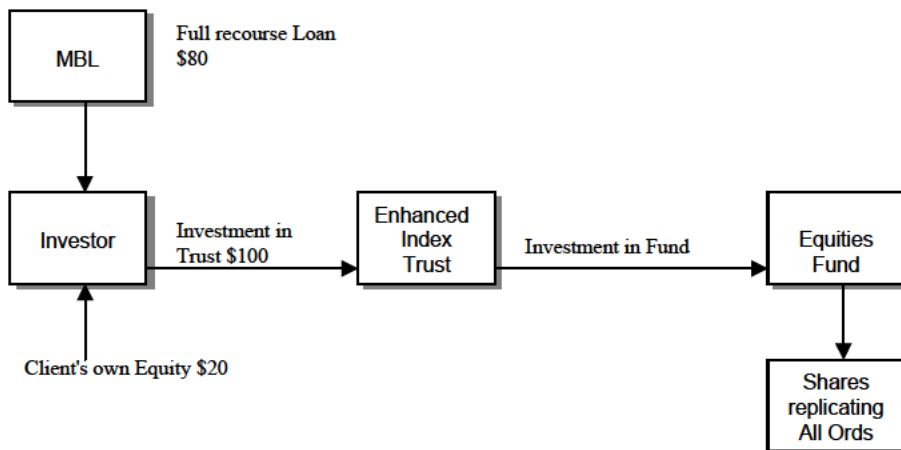 MBL
Full recourse Loan
$80
Investor
Investment in
Trust $100
Enhanced
Index
Trust
Investment in Fund
Equities
Fund
Client's own Equity $20
Shares
replicating
All Ords